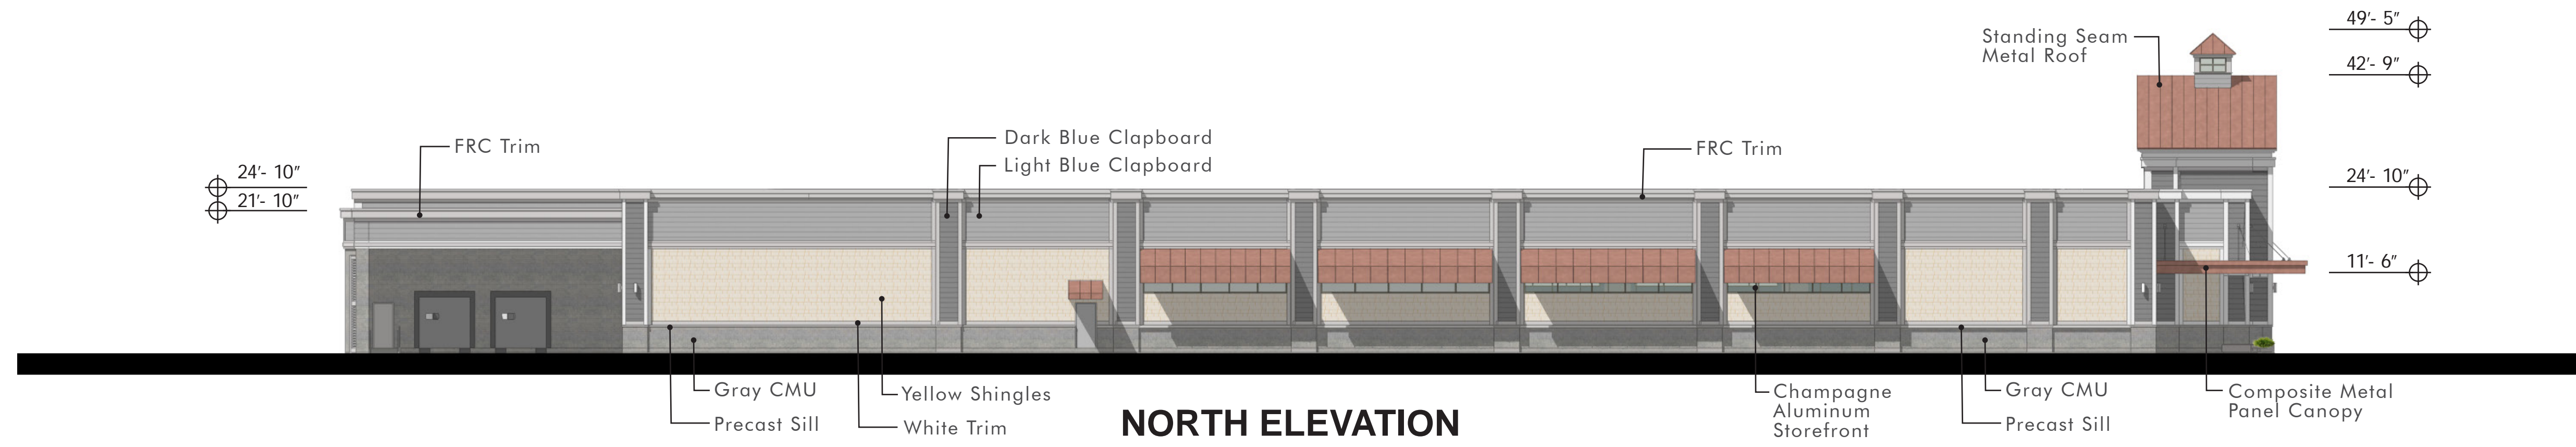 49'- 5"
Standing Seam
Metal Roof
42'- 9"
Dark Blue Clapboard
FRC Trim
FRC Trim
Light Blue Clapboard
24'- 10"
24'- 10"
21'- 10"
11'- 6"
Gray CMU
Yellow Shingles
Champagne
Aluminum
Storefront
Gray CMU
Composite Metal
Panel Canopy
Precast Sill
White Trim
NORTH ELEVATION
Precast Sill